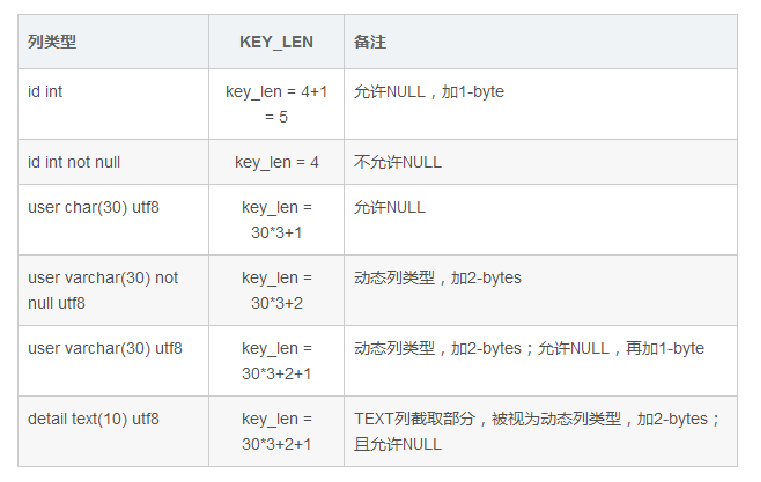 列类型 KEY_LEN 备注
id int key_len = 4+1 允许NULL，加1-byte
= 5
id int not null key_len = 4 不允许NULL
user char(30) utf8 key_len = 允许NULL
30*3+1
user varchar(30) not key_len = 动态列类型，加2-bytes
null utf8 30*3+2
user varchar(30) utf8 key_len = 动态列类型，加2-bytes；允许NULL，再加1-byte
30*3+2+1
detail text(10) utf8 key_len = TEXT列截取部分，被视为动态列类型，加2-bytes；
30*3+2+1 且允许NULL